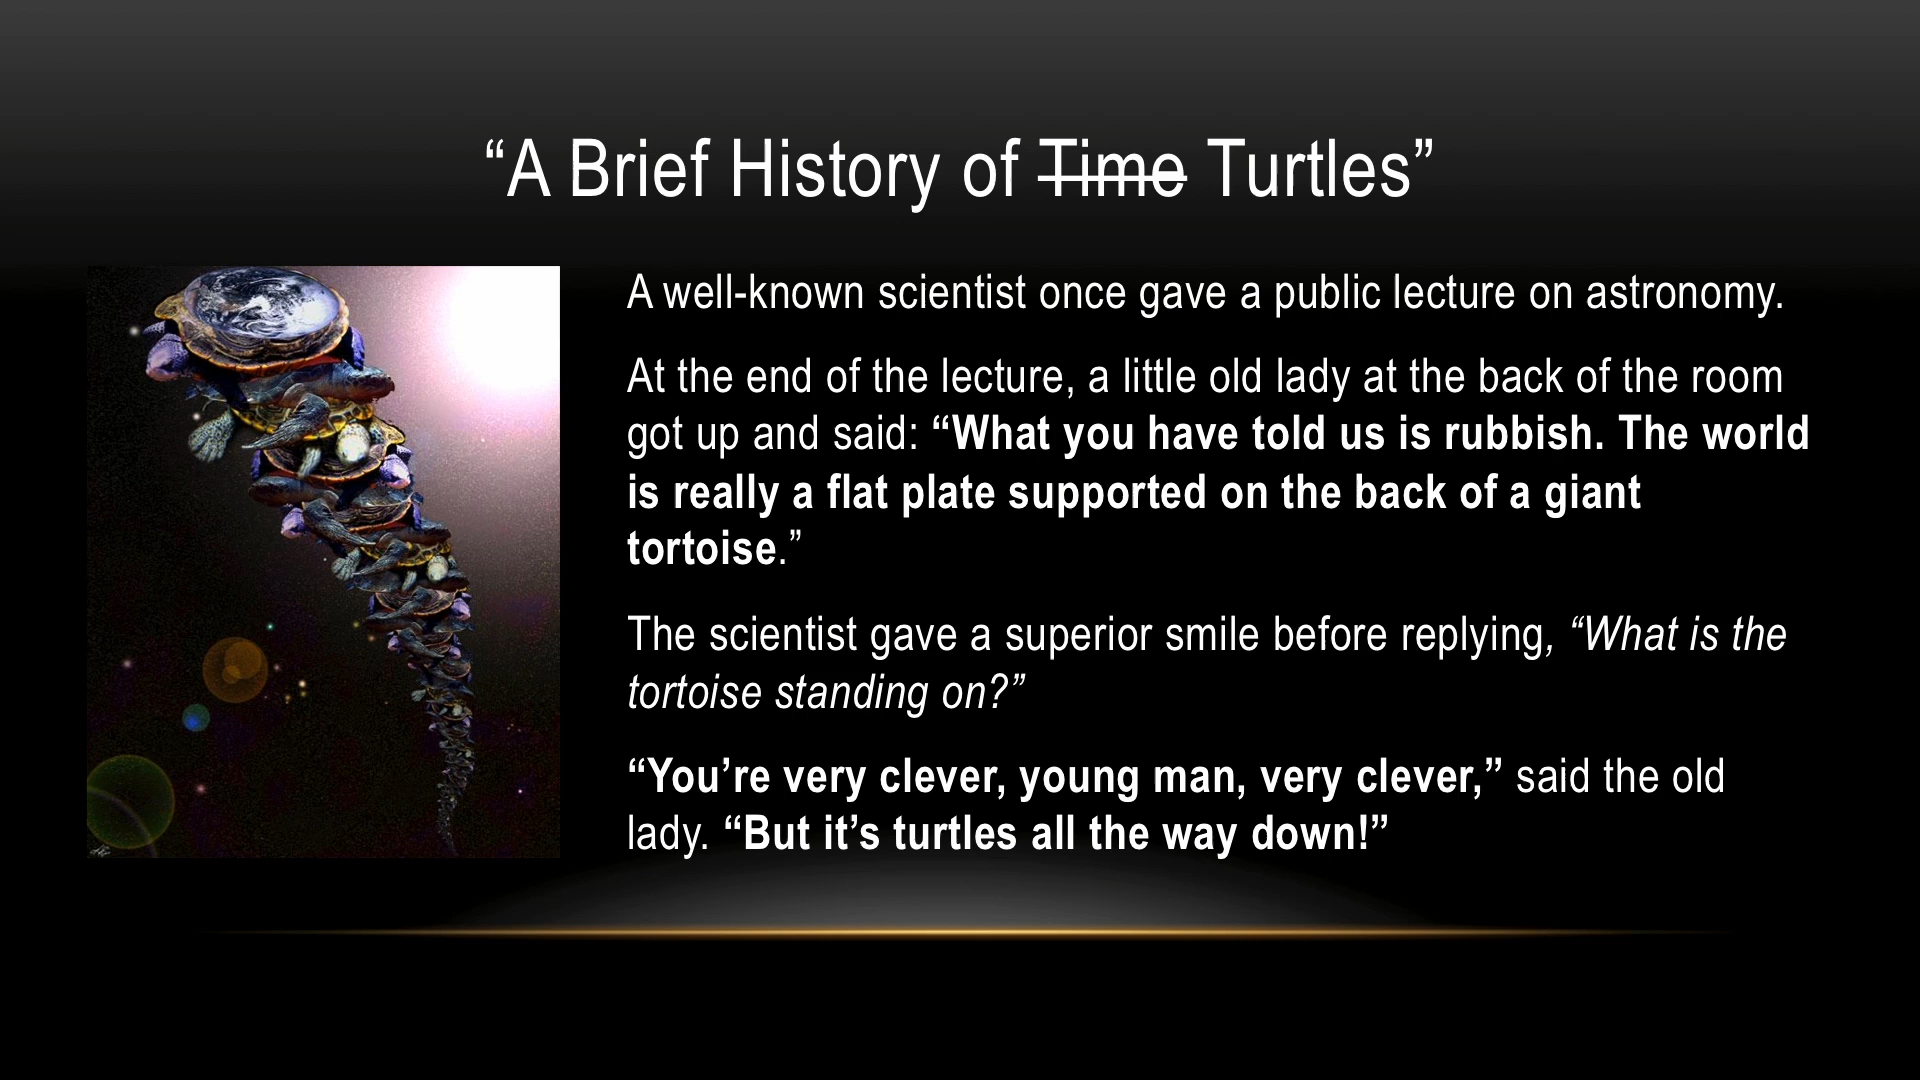 “A Brief History of Time Turtles”
A well-known scientist once gave a public lecture on astronomy.
At the end of the lecture, a little old lady at the back of the room
got up and said: “What you have told us is rubbish. The world
is really a flat plate supported on the back of a giant
tortoise.”
The scientist gave a superior smile before replying, “What is the
tortoise standing on?”
“You’re very clever, young man, very clever,” said the old
lady. “But it’s turtles all the way down!”